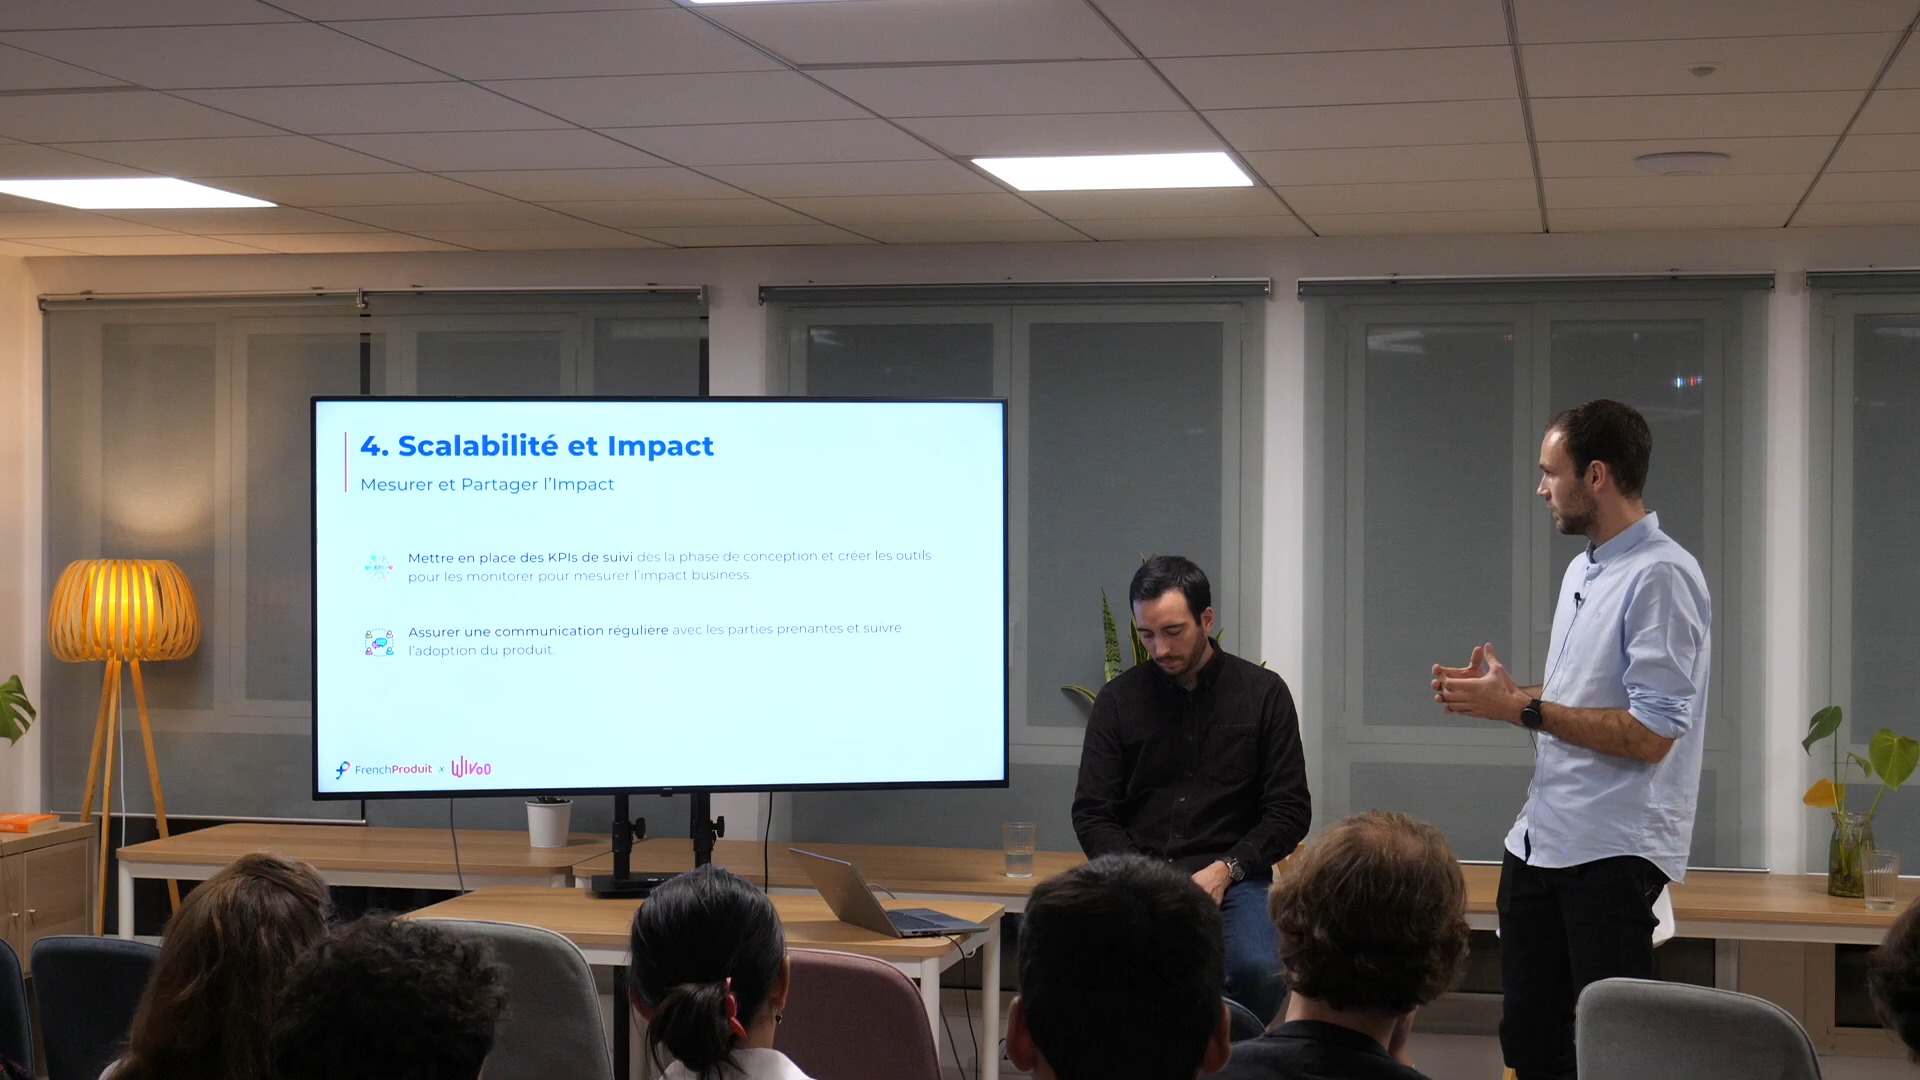 4. Scalabilité et Impact
Mesurer et Partager l'Impact
Mettre en place des KPIs de suivi dès la phase de conception et créer les outils
pour les monitorer pour mesurer l'impact business.
Assurer une communication régulière avec les parties prenantes et suivre
l'adoption du produit.
FrenchProduit x WIVOO